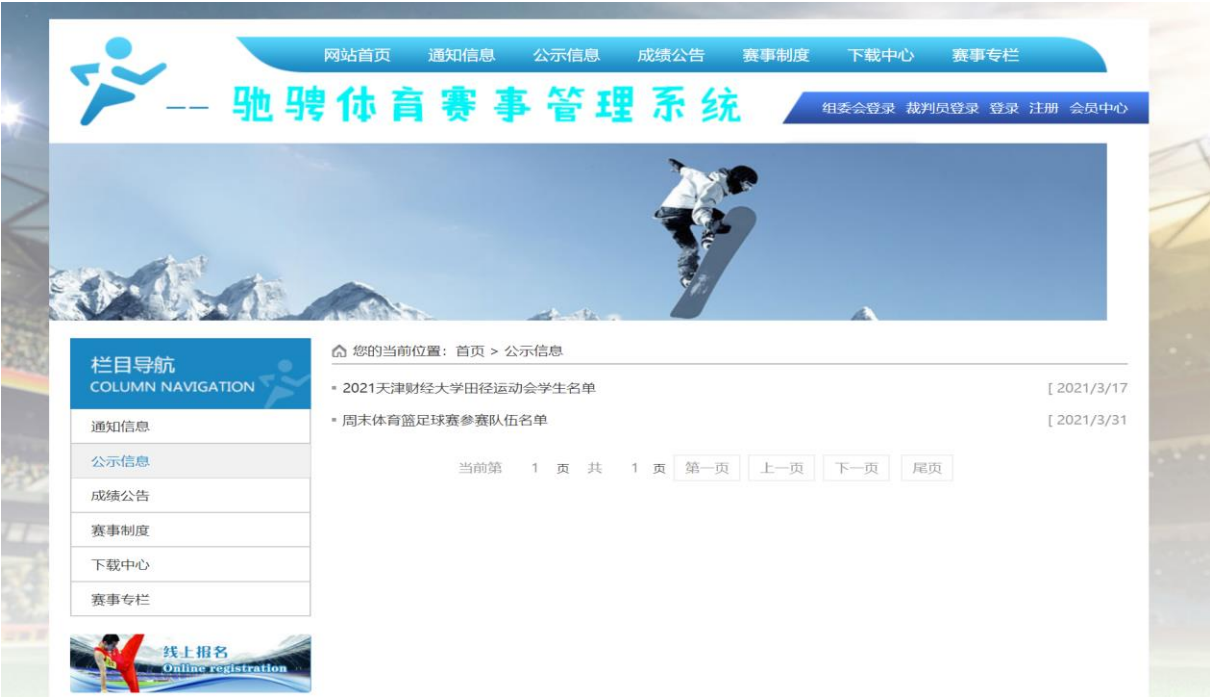 网站首页 通知信息 公示信息 成绩公告 赛事制度 下载中心 赛事专栏
-- 驰骋体育赛事管理系统
组委会登录 裁判员登录 登录 注册 会员中心
栏目导航
COLUMN NAVIGATION
通知信息
公示信息
成绩公告
赛事制度
下载中心
赛事专栏
线上报名
Online registration
您的当前位置：首页 > 公示信息
2021天津财经大学田径运动会学生名单 [ 2021/3/17
周末体育篮足球赛参赛队伍名单 [ 2021/3/31
当前第 1 页 共 1 页 第一页 上一页 下一页 尾页